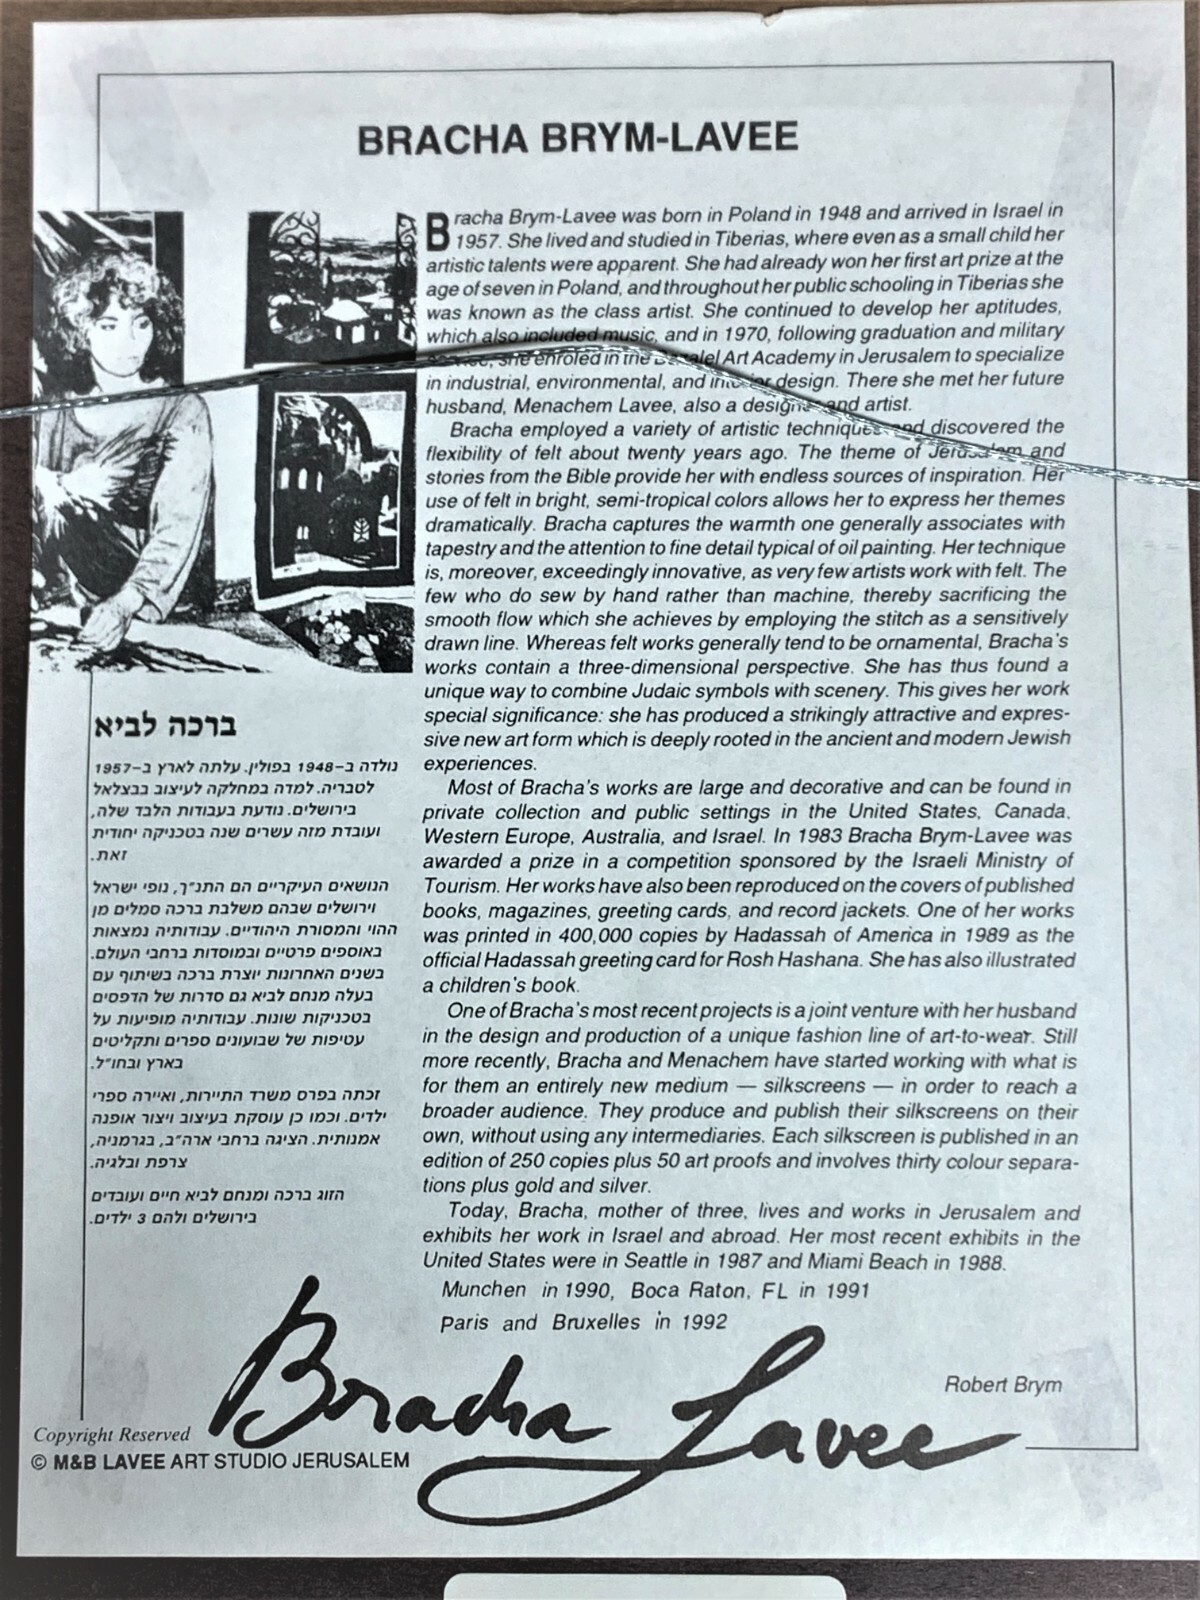 BRACHA BRYM-LAVEE
Bracha Brym-Lavee was born in Poland in 1948 and arrived in Israel in
1957. She lived and studied in Tiberias, where even as a small child her
artistic talents were apparent. She had already won her first art prize at the
age of seven in Poland, and throughout her public schooling in Tiberias she
was known as the class artist. She continued to develop her aptitudes,
which also included music, and in 1970, following graduation and military
she enroled in the Bezalel Art Academy in Jerusalem to specialize
in industrial, environmental, and interior design. There she met her future
husband, Menachem Lavee, also a designer and artist.
Bracha employed a variety of artistic techniques and discovered the
flexibility of felt about twenty years ago. The theme of Jerusalem and
stories from the Bible provide her with endless sources of inspiration. Her
use of felt in bright, semi-tropical colors allows her to express her themes
dramatically. Bracha captures the warmth one generally associates with
tapestry and the attention to fine detail typical of oil painting. Her technique
is, moreover, exceedingly innovative, as very few artists work with felt. The
few who do sew by hand rather than machine, thereby sacrificing the
smooth flow which she achieves by employing the stitch as a sensitively
drawn line. Whereas felt works generally tend to be ornamental, Bracha's
works contain a three-dimensional perspective. She has thus found a
unique way to combine Judaic symbols with scenery. This gives her work
special significance: she has produced a strikingly attractive and expres-
sive new art form which is deeply rooted in the ancient and modern Jewish
experiences.
Most of Bracha's works are large and decorative and can be found in
private collection and public settings in the United States, Canada,
Western Europe, Australia, and Israel. In 1983 Bracha Brym-Lavee was
awarded a prize in a competition sponsored by the Israeli Ministry of
Tourism. Her works have also been reproduced on the covers of published
books, magazines, greeting cards, and record jackets. One of her works
was printed in 400,000 copies by Hadassah of America in 1989 as the
official Hadassah greeting card for Rosh Hashana. She has also illustrated
a children's book.
One of Bracha's most recent projects is a joint venture with her husband
in the design and production of a unique fashion line of art-to-wear. Still
more recently, Bracha and Menachem have started working with what is
for them an entirely new medium — silkscreens — in order to reach a
broader audience. They produce and publish their silkscreens on their
own, without using any intermediaries. Each silkscreen is published in an
edition of 250 copies plus 50 art proofs and involves thirty colour separa-
tions plus gold and silver.
Today, Bracha, mother of three, lives and works in Jerusalem and
exhibits her work in Israel and abroad. Her most recent exhibits in the
United States were in Seattle in 1987 and Miami Beach in 1988.
Munchen in 1990, Boca Raton, FL in 1991
Paris and Bruxelles in 1992
Robert Brym
ברכה לביא
נולדה ב-1948 בפולין. עלתה לארץ ב-1957
לטבריה. למדה במחלקה לעיצוב בבצלאל
בירושלים. נודעת בעבודות הלבד שלה,
ועובדת מזה עשרים שנה בטכניקה יחודית
זאת.
הנושאים העיקריים הם התנ"ך, נופי ישראל
וירושלים שבהם משלבת ברכה סמלים מן
ההוי והמסורת היהודיים. עבודותיה נמצאות
באוספים פרטיים ובמוסדות ברחבי העולם.
בשנים האחרונות יוצרת ברכה בשיתוף עם
בעלה מנחם לביא גם סדרות של הדפסים
בטכניקות שונות. עבודותיה מופיעות על
עטיפות של שבועונים ספרים ותקליטים
בארץ ובחו"ל.
זכתה בפרס משרד התיירות, ואיירה ספרי
ילדים. וכמו כן עוסקת בעיצוב ויצור אופנה
אמנותית. הציגה ברחבי ארה"ב, בגרמניה,
צרפת ובלגיה.
הזוג ברכה ומנחם לביא חיים ועובדים
בירושלים ולהם 3 ילדים.
Bracha Lavee
Copyright Reserved
© M&B LAVEE ART STUDIO JERUSALEM